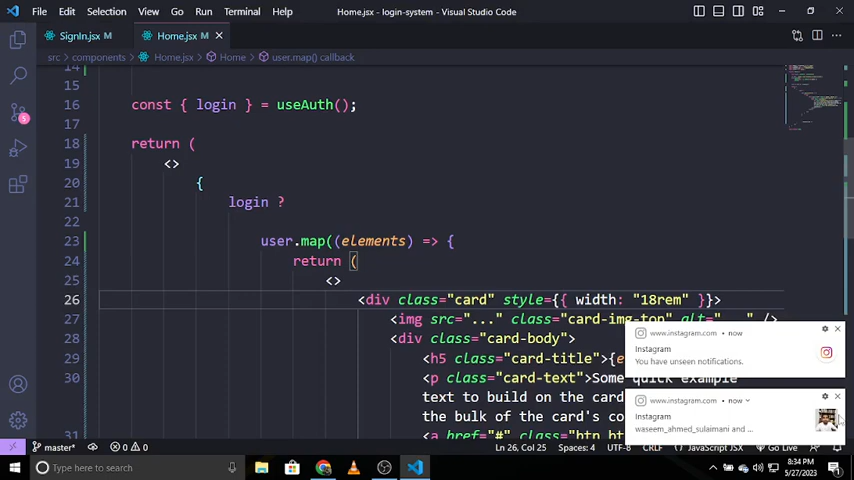 File Edit Selection View Go Run Terminal Help
Home.jsx - login-system - Visual Studio Code
SignIn.jsx M
Home.jsx M
src > components > Home.jsx > Home > user.map() callback
14
15
16 const { login } = useAuth();
17
18 return (
19 <>
20 {
21 login ?
22
23 user.map((elements) => {
24 return (
25 <>
26 <div class="card" style={{ width: "18rem" }}>
27 <img src="..." class="card-img-top" alt="..." />
28 <div class="card-body">
29 <h5 class="card-title">{e
30 <p class="card-text">Some quick example
text to build on the card
the bulk of the card's co
31 <a href="#" class="btn btn
5
www.instagram.com • now
Instagram
You have unseen notifications.
www.instagram.com • now
Instagram
waseem_ahmed_sulaimani and ...
master* 0 0
Ln 26, Col 25 Spaces: 4 UTF-8 CRLF JavaScript JSX Go Live
Type here to search
8:34 PM
5/27/2023